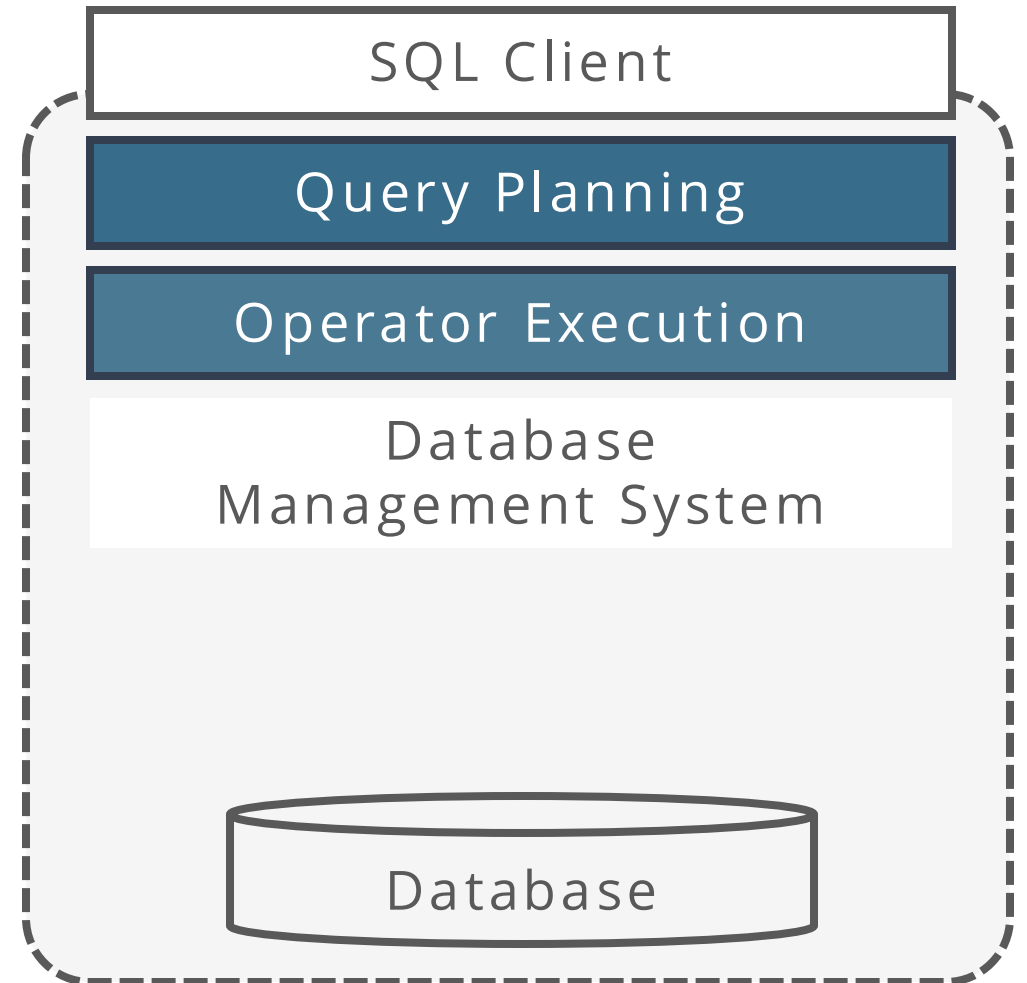 SQL Client
Query Planning
Operator Execution
Database
Management System
Database